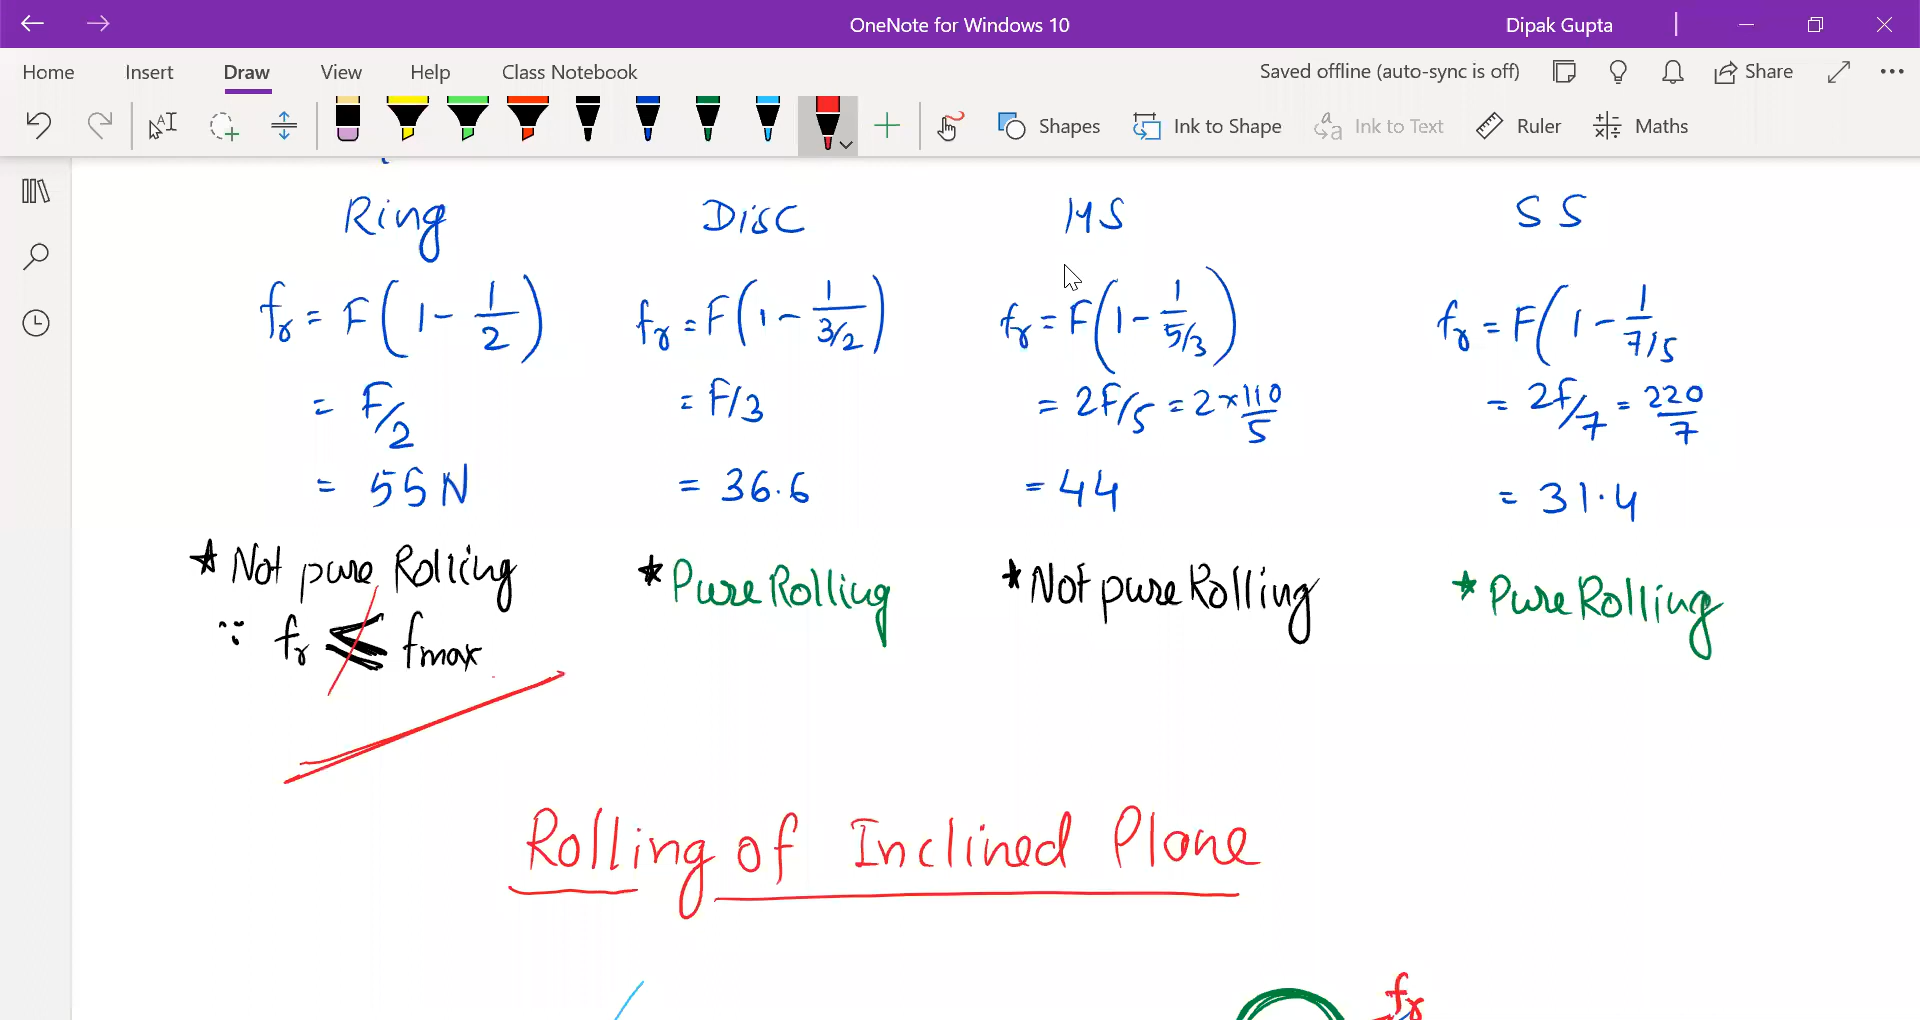 OneNote for Windows 10
Dipak Gupta
Home Insert Draw View Help Class Notebook
Saved offline (auto-sync is off) Share
Shapes Ink to Shape Ink to Text Ruler Maths
Ring Disc HS SS
fr = F(1 - 1/2) fr = F(1 - 1/(3/2)) fr = F(1 - 1/(5/3)) fr = F(1 - 1/(7/5)
= F/2 = F/3 = 2F/5 = 2×110/5 = 2F/7 = 220/7
= 55N = 36.6 = 44 = 31.4
* Not pure Rolling * Pure Rolling * Not pure Rolling * Pure Rolling
∵ fr ≤ fmax
Rolling of Inclined Plane
fr